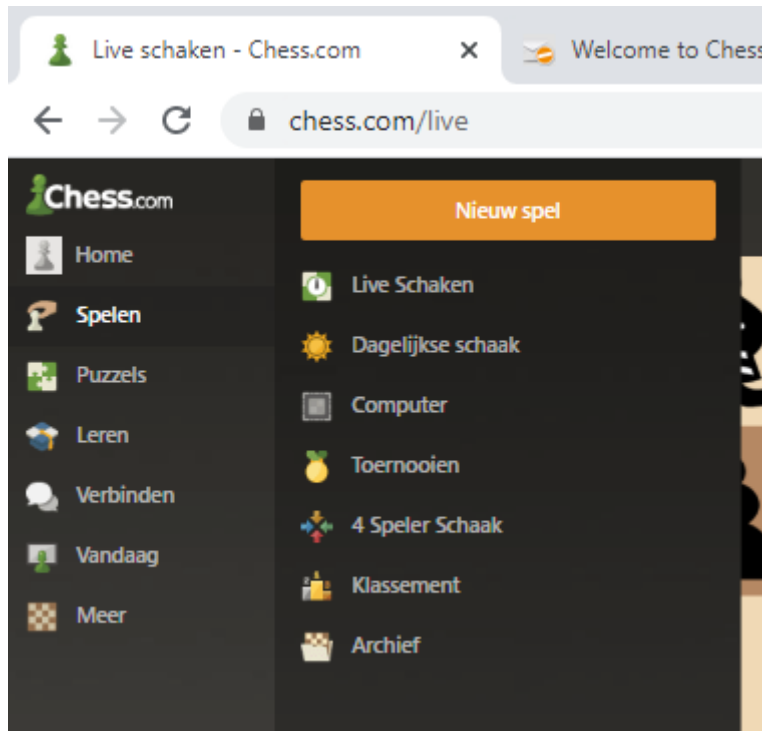 Live schaken - Chess.com
Welcome to Chess
chess.com/live
Chess.com
Home
Spelen
Puzzels
Leren
Verbinden
Vandaag
Meer
Nieuw spel
Live Schaken
Dagelijkse schaak
Computer
Toernooien
4 Speler Schaak
Klassement
Archief